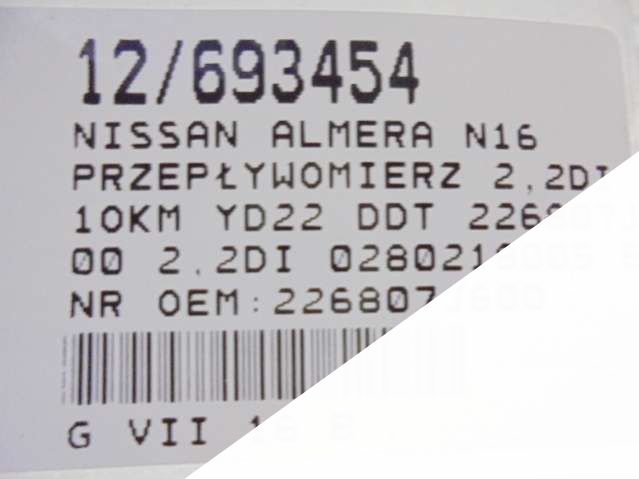 12/693454
NISSAN ALMERA N16
PRZEPŁYWOMIERZ 2,2DI
10KM YD22 DDT
00 2.2DI
NR OEM:
G VII